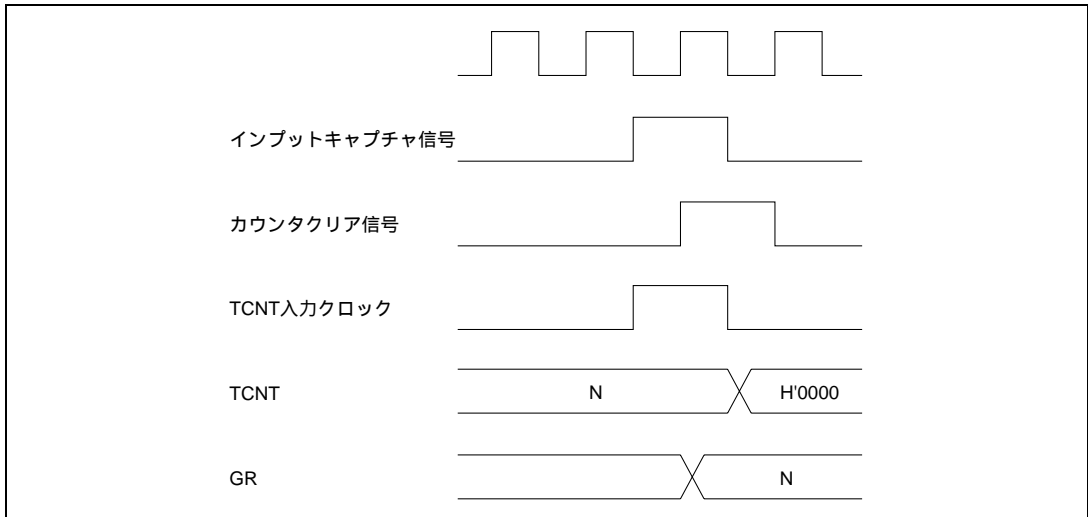 インプットキャプチャ信号
カウンタクリア信号
TCNT入力クロック
TCNT
N
H'0000
GR
N